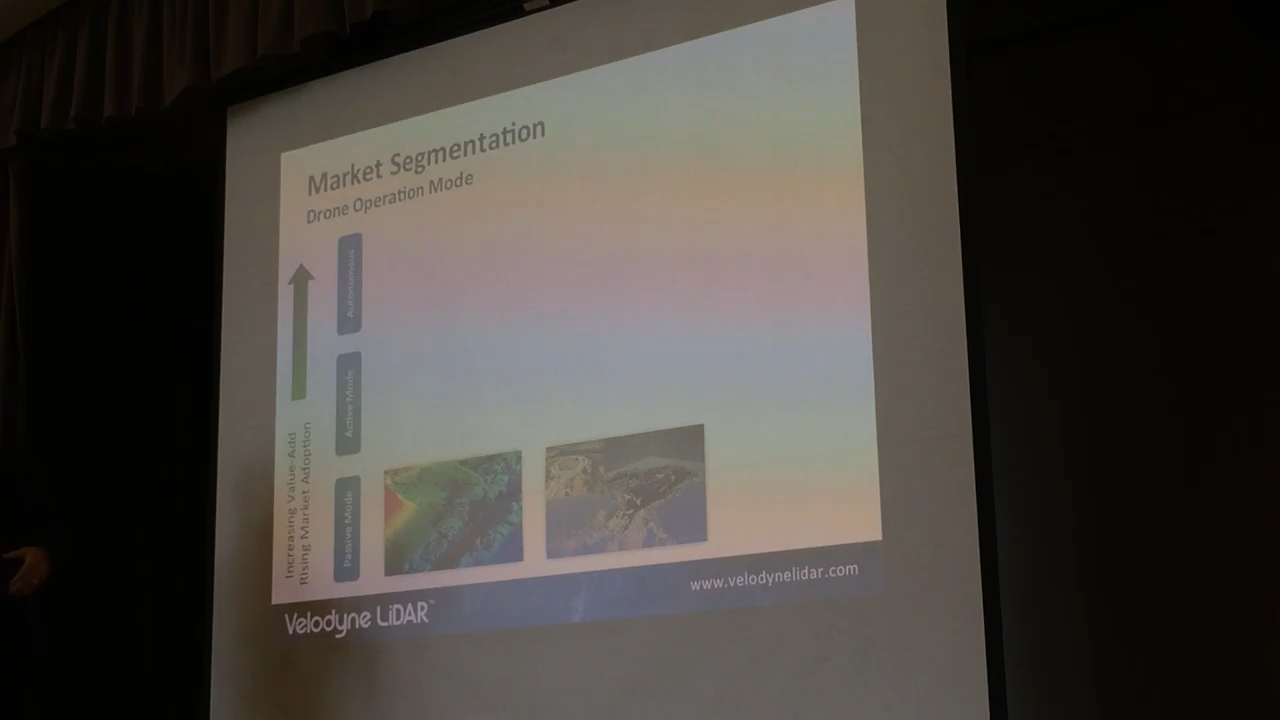 Market Segmentation
Drone Operation Mode
Autonomous
Active Mode
Passive Mode
Increasing Value-Add
Rising Market Adoption
www.velodynelidar.com
Velodyne LiDAR™